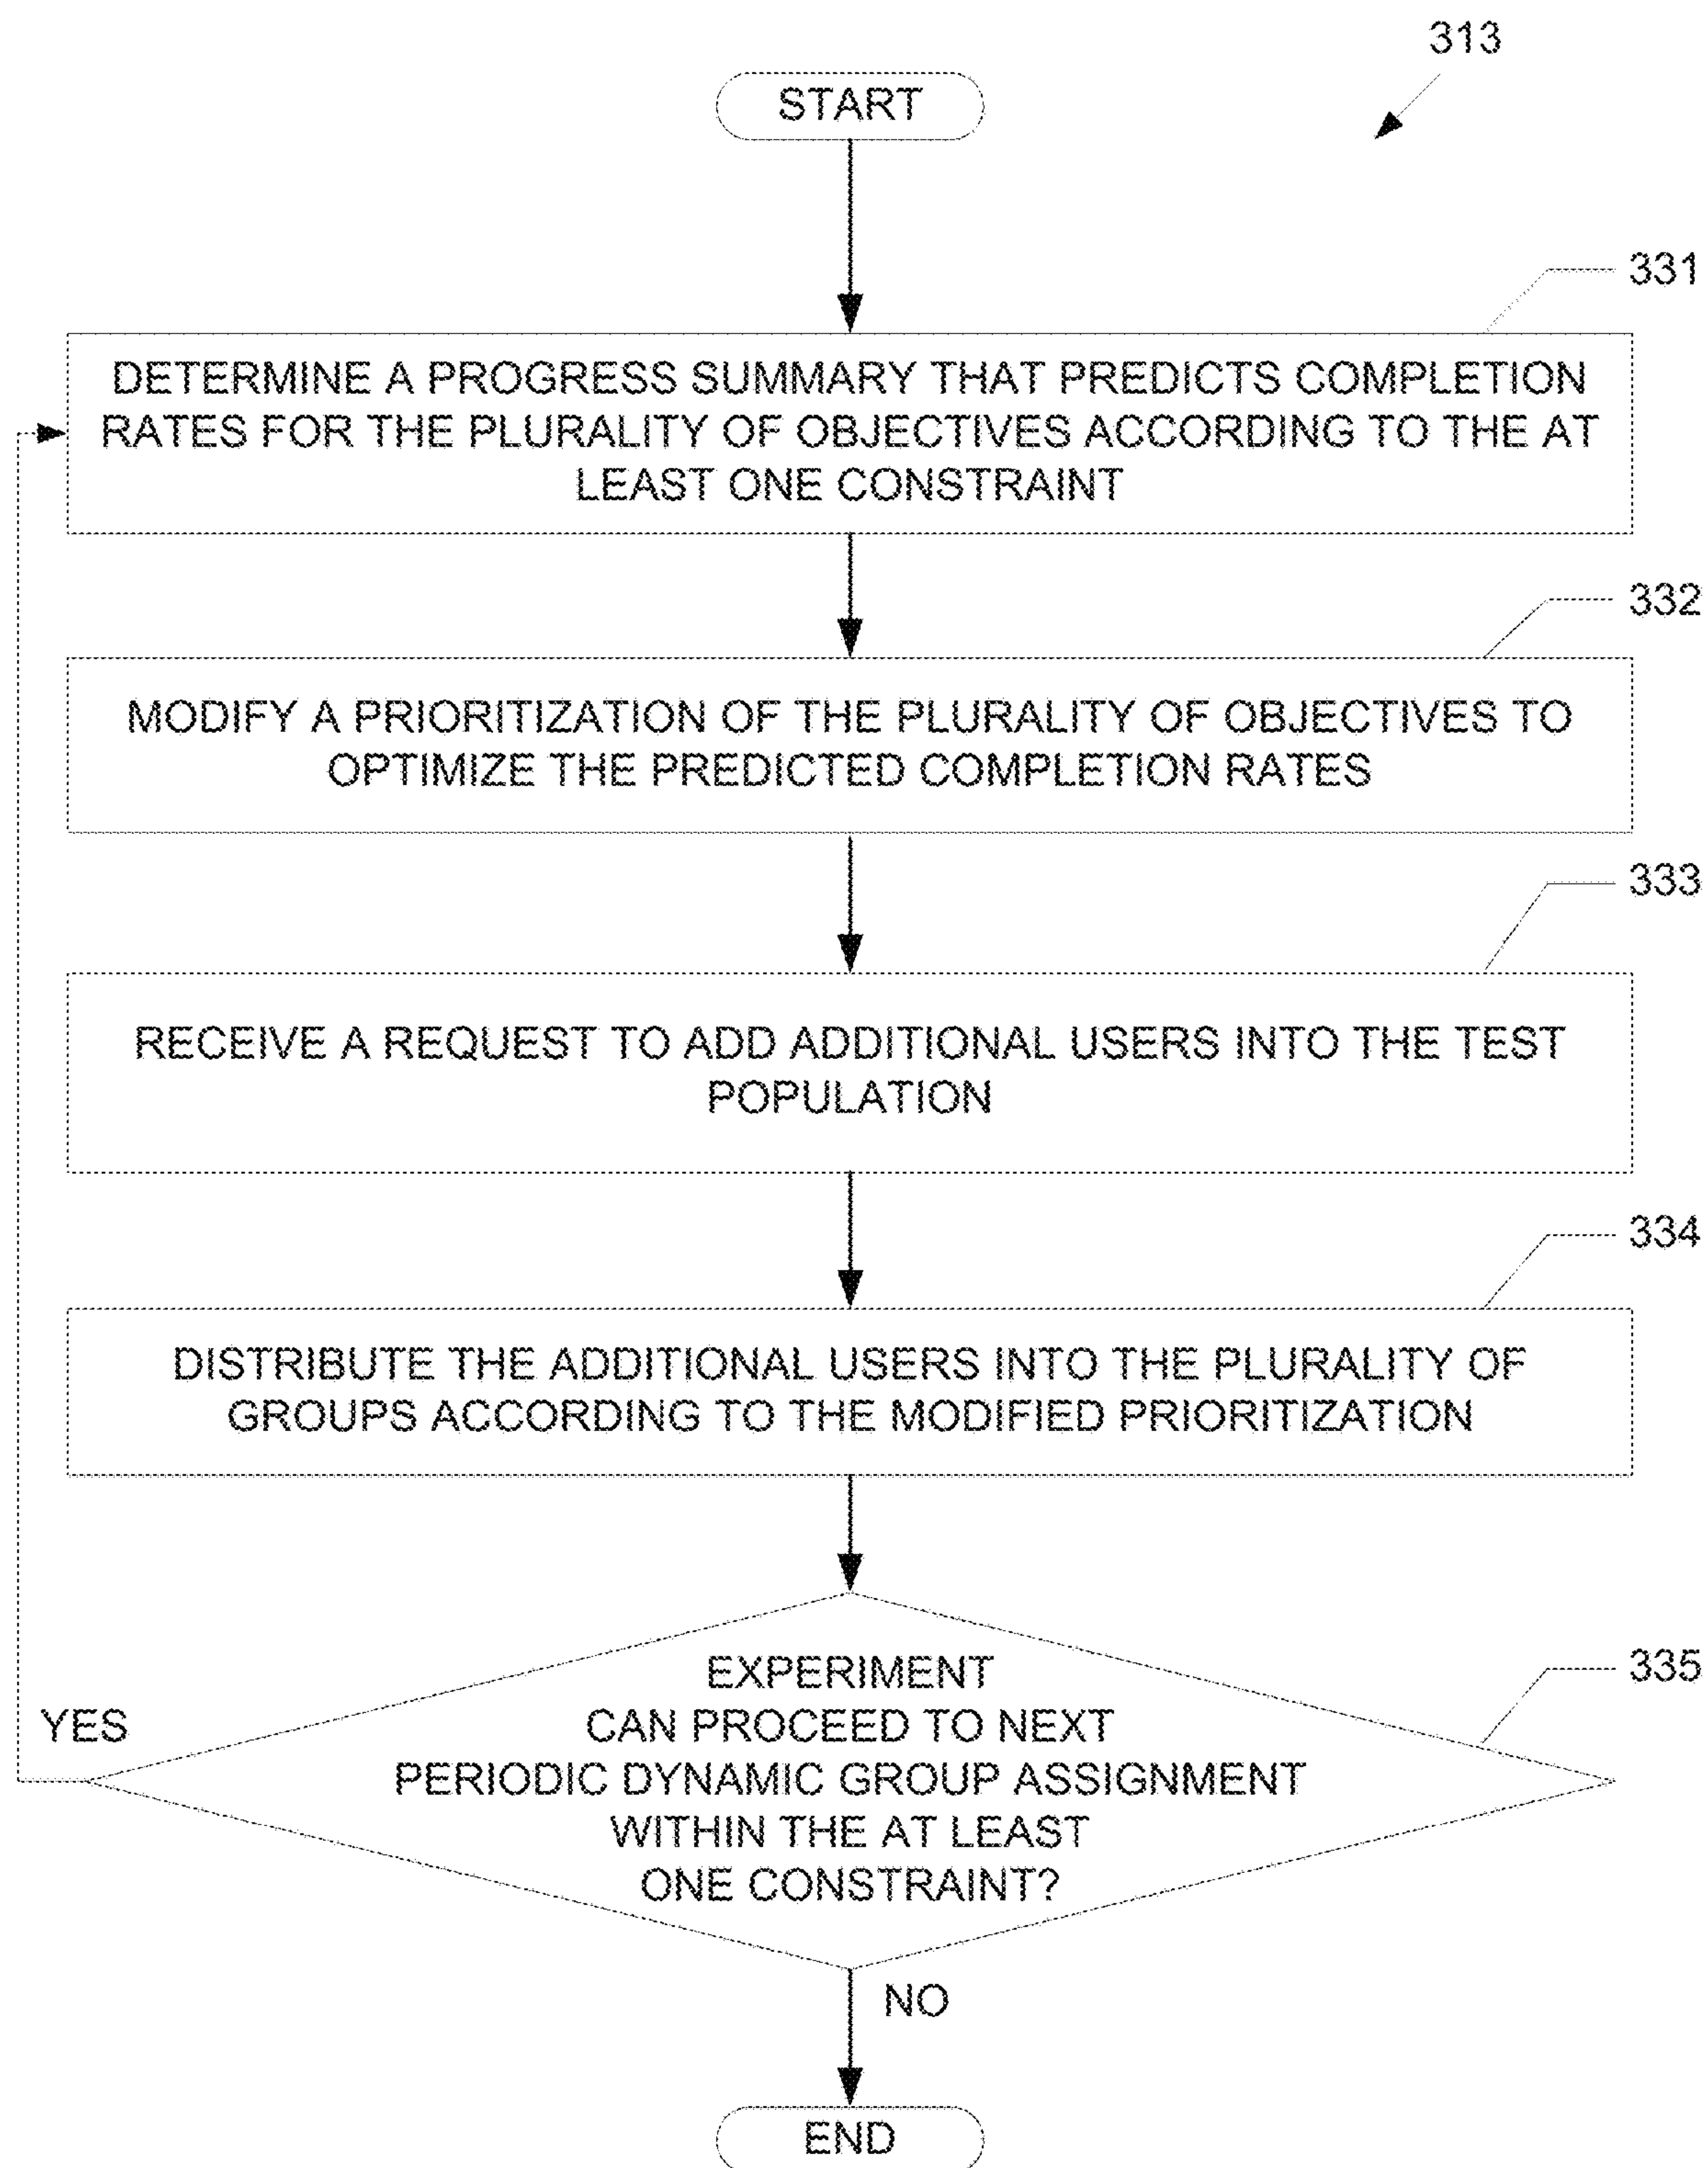 313
START
331
DETERMINE A PROGRESS SUMMARY THAT PREDICTS COMPLETION
RATES FOR THE PLURALITY OF OBJECTIVES ACCORDING TO THE AT
LEAST ONE CONSTRAINT
332
MODIFY A PRIORITIZATION OF THE PLURALITY OF OBJECTIVES TO
OPTIMIZE THE PREDICTED COMPLETION RATES
333
RECEIVE A REQUEST TO ADD ADDITIONAL USERS INTO THE TEST
POPULATION
334
DISTRIBUTE THE ADDITIONAL USERS INTO THE PLURALITY OF
GROUPS ACCORDING TO THE MODIFIED PRIORITIZATION
335
EXPERIMENT
CAN PROCEED TO NEXT
PERIODIC DYNAMIC GROUP ASSIGNMENT
WITHIN THE AT LEAST
ONE CONSTRAINT?
YES
NO
END